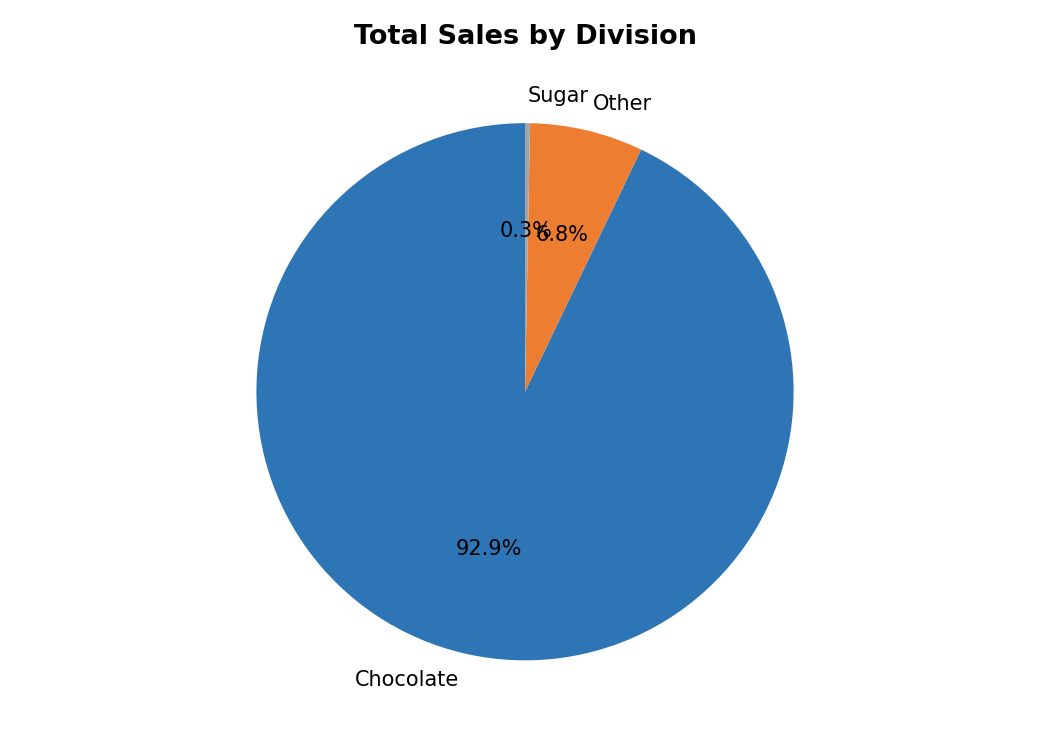 Total Sales by Division
Sugar
Other
0.3%
6.8%
92.9%
Chocolate